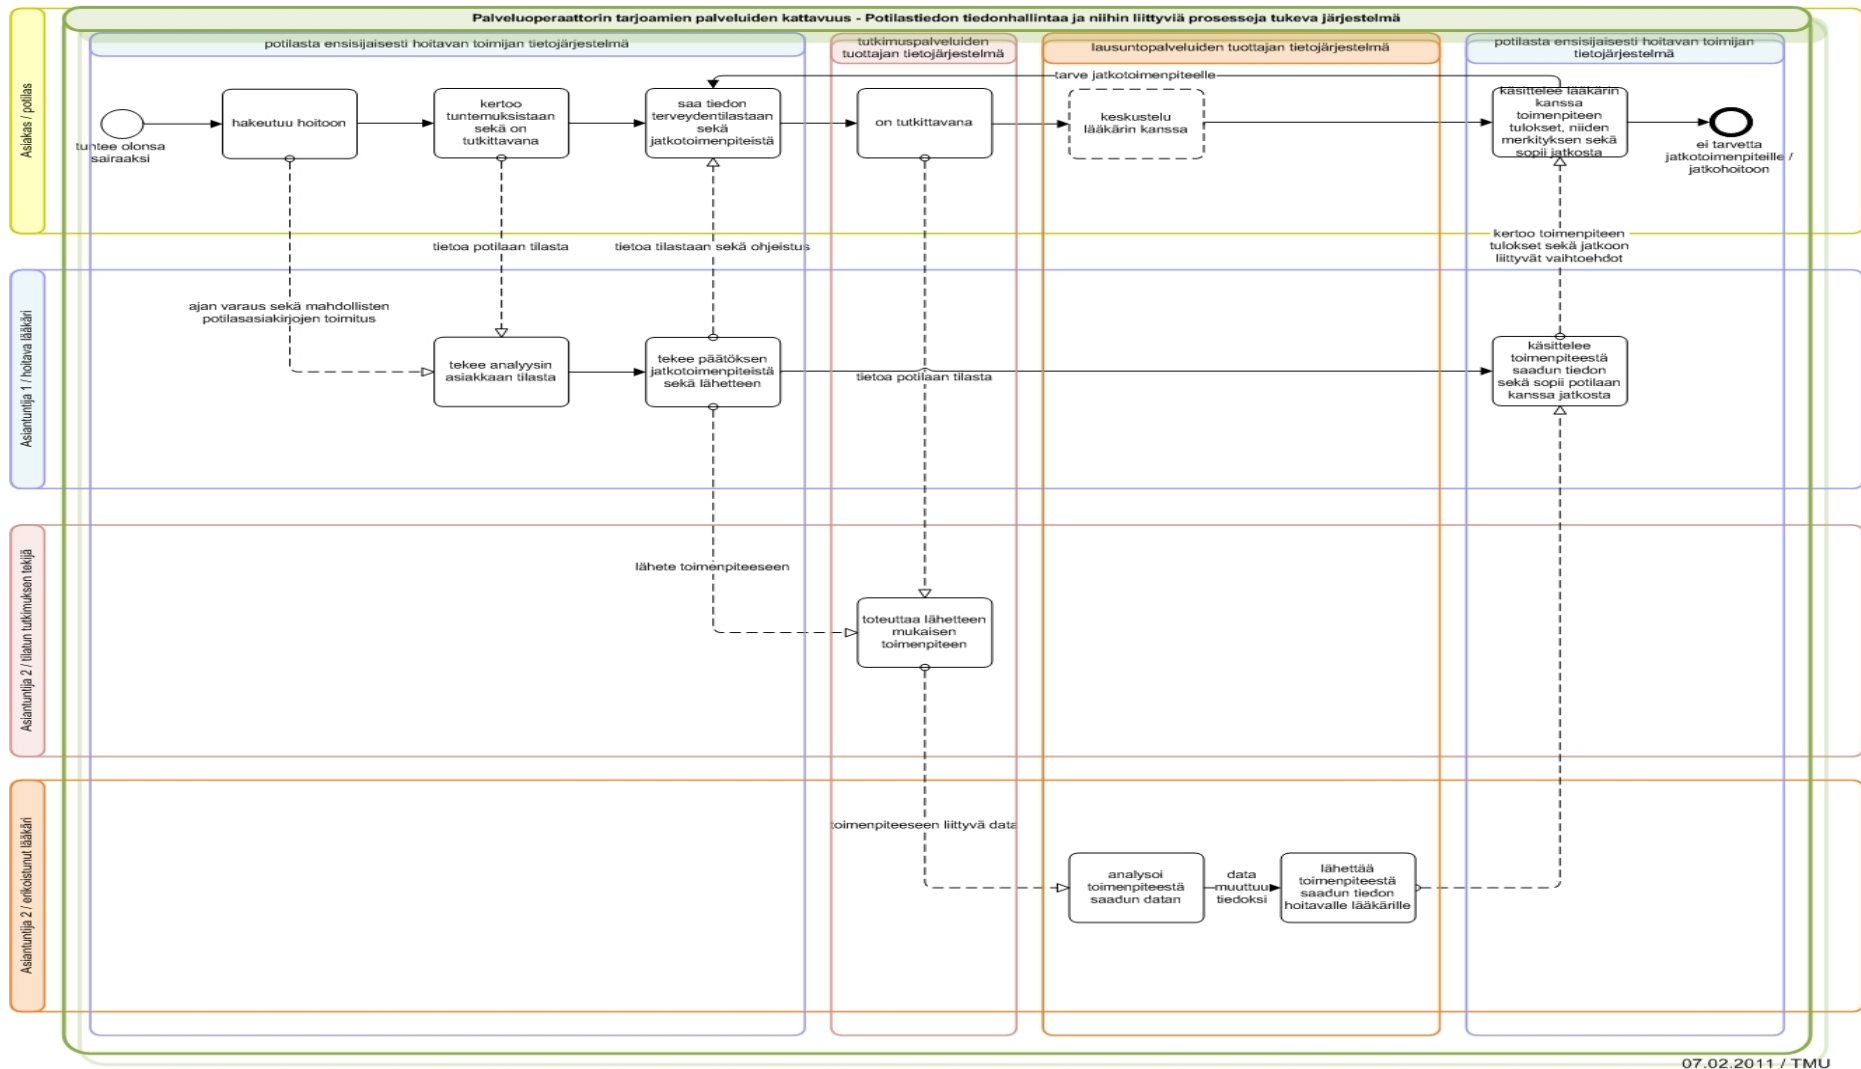 Palveluoperaattorin tarjoamien palveluiden kattavuus - Potilastiedon tiedonhallintaa ja niihin liittyviä prosesseja tukeva järjestelmä
potilasta ensisijaisesti hoitavan toimijan tietojärjestelmä
tutkimuspalveluiden
tuottajan tietojärjestelmä
lausuntopalveluiden tuottajan tietojärjestelmä
potilasta ensisijaisesti hoitavan toimijan
tietojärjestelmä
Asiakas / potilas
tuntee olonsa
sairaaksi
hakeutuu hoitoon
kertoo
tuntemuksistaan
sekä on
tutkittavana
saa tiedon
terveydentilastaan
sekä
jatkotoimenpiteistä
on tutkittavana
tarve jatkotoimenpiteelle
keskustelu
lääkärin kanssa
käsittelee lääkärin
kanssa
toimenpiteen
tulokset, niiden
merkityksen sekä
sopii jatkosta
ei tarvetta
jatkotoimenpiteille /
jatkohoitoon
tietoa potilaan tilasta
tietoa tilastaan sekä ohjeistus
kertoo toimenpiteen
tulokset sekä jatkoon
liittyvät vaihtoehdot
Asiantuntija 1 / hoitava lääkäri
ajan varaus sekä mahdollisten
potilasasiakirjojen toimitus
tekee analyysin
asiakkaan tilasta
tekee päätöksen
jatkotoimenpiteistä
sekä lähetteen
tietoa potilaan tilasta
käsittelee
toimenpiteestä
saadun tiedon
sekä sopii potilaan
kanssa jatkosta
Asiantuntija 2 / tilatun tutkimuksen tekijä
lähete toimenpiteeseen
toteuttaa lähetteen
mukaisen
toimenpiteen
Asiantuntija 2 / erikoistunut lääkäri
toimenpiteeseen liittyvä data
analysoi
toimenpiteestä
saadun datan
data
muuttuu
tiedoksi
lähettää
toimenpiteestä
saadun tiedon
hoitavalle lääkärille
07.02.2011 / TMU